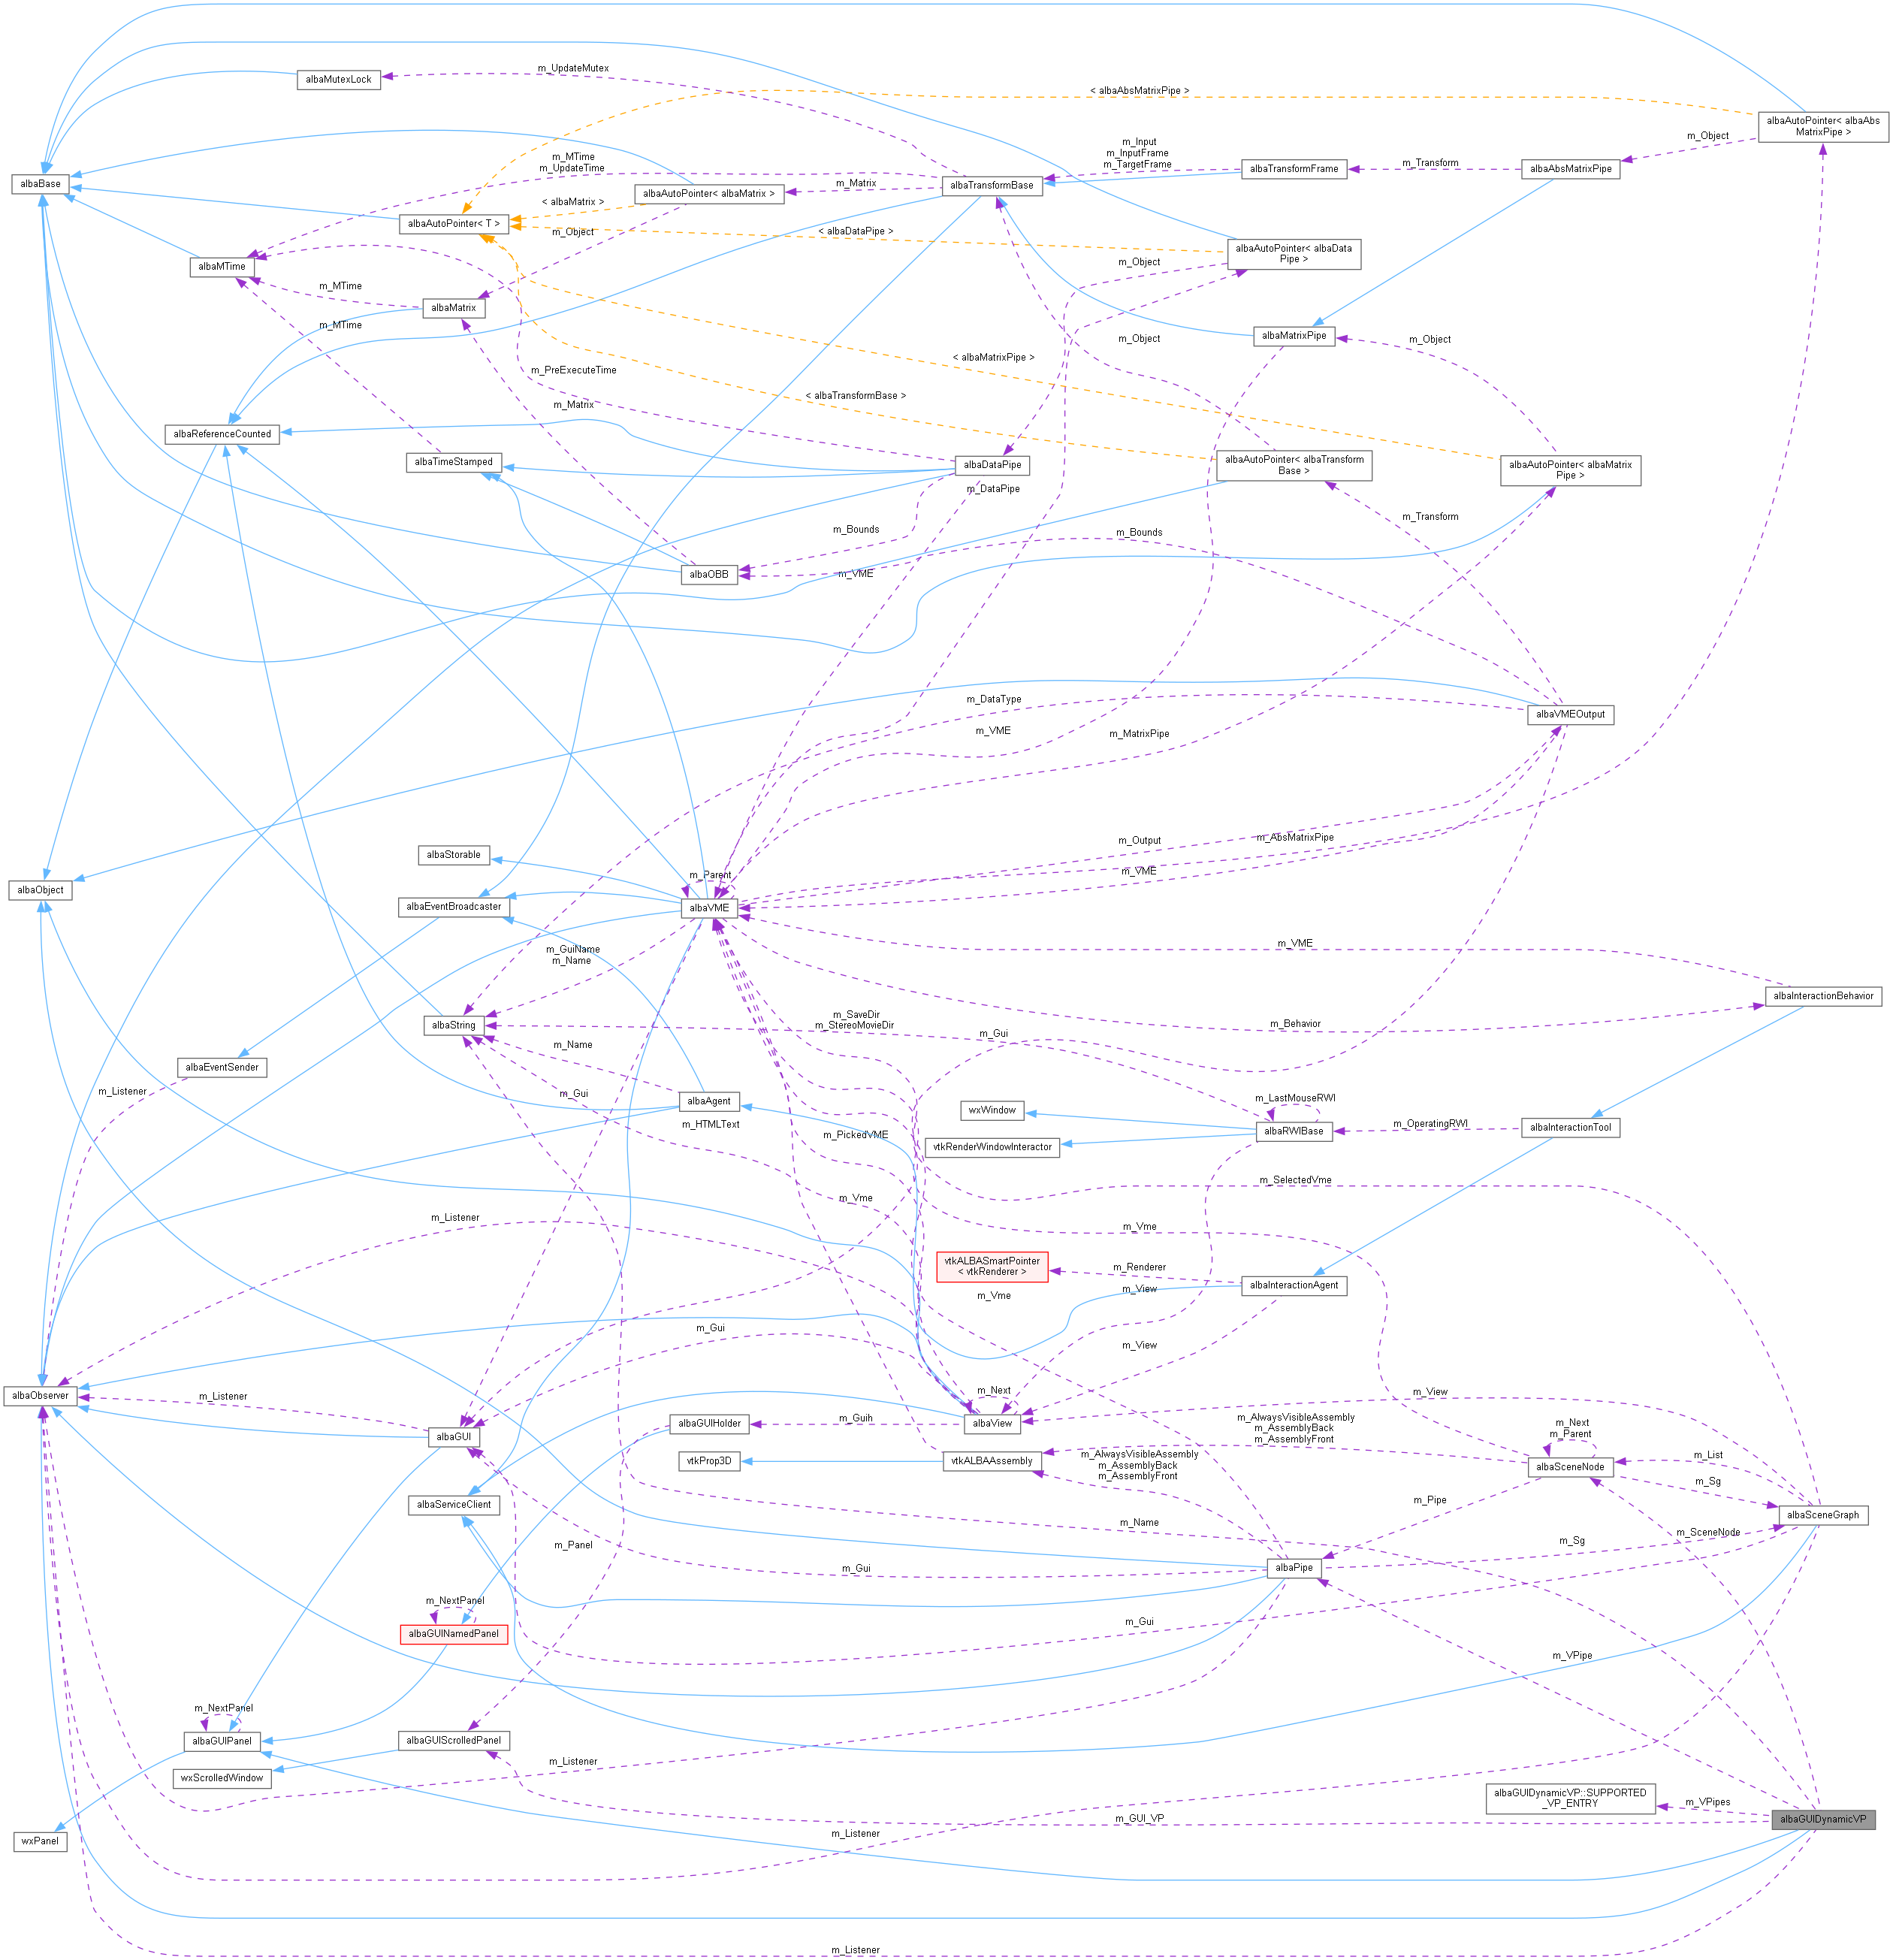 m_UpdateMutex
albaMutexLock
< albaAbsMatrixPipe >
albaAutoPointer< albaAbs
MatrixPipe >
m_Object
m_Input
m_InputFrame
m_TargetFrame
m_MTime
m_UpdateTime
albaTransformFrame
m_Transform
albaAbsMatrixPipe
albaBase
albaAutoPointer< albaMatrix >
m_Matrix
albaTransformBase
< albaMatrix >
albaAutoPointer< T >
m_Object
< albaDataPipe >
albaAutoPointer< albaData
Pipe >
albaMTime
m_Object
m_MTime
albaMatrix
m_MTime
m_Object
albaMatrixPipe
m_Object
< albaMatrixPipe >
m_PreExecuteTime
< albaTransformBase >
m_Matrix
albaReferenceCounted
albaTimeStamped
albaDataPipe
albaAutoPointer< albaTransform
Base >
albaAutoPointer< albaMatrix
Pipe >
m_DataPipe
m_Transform
m_Bounds
m_Bounds
albaOBB
m_VME
m_DataType
albaVMEOutput
m_VME
m_MatrixPipe
m_Output
m_AbsMatrixPipe
albaStorable
m_Parent
m_VME
albaObject
albaEventBroadcaster
albaVME
m_GuiName
m_Name
m_VME
albaInteractionBehavior
m_SaveDir
m_StereoMovieDir
albaString
m_Gui
m_Behavior
m_Name
albaEventSender
m_Listener
m_Gui
albaAgent
m_LastMouseRWI
wxWindow
m_HTMLText
m_PickedVME
albaRWIBase
m_OperatingRWI
albaInteractionTool
vtkRenderWindowInteractor
m_SelectedVme
m_Vme
m_Listener
m_Vme
vtkALBASmartPointer
< vtkRenderer >
m_Renderer
albaInteractionAgent
m_View
m_Vme
m_Gui
m_View
albaObserver
m_Listener
m_Next
m_View
albaGUIHolder
m_Guih
albaView
m_AlwaysVisibleAssembly
m_AssemblyBack
m_AssemblyFront
m_Next
m_Parent
albaGUI
vtkProp3D
vtkALBAAssembly
m_AlwaysVisibleAssembly
m_AssemblyBack
m_AssemblyFront
albaSceneNode
m_List
m_Sg
albaServiceClient
m_Pipe
albaSceneGraph
m_Name
m_SceneNode
m_Panel
m_Sg
m_Gui
albaPipe
m_NextPanel
m_Gui
albaGUINamedPanel
m_VPipe
m_NextPanel
albaGUIPanel
albaGUIScrolledPanel
m_Listener
wxScrolledWindow
albaGUIDynamicVP::SUPPORTED
_VP_ENTRY
m_VPipes
m_GUI_VP
albaGUIDynamicVP
wxPanel
m_Listener
m_Listener